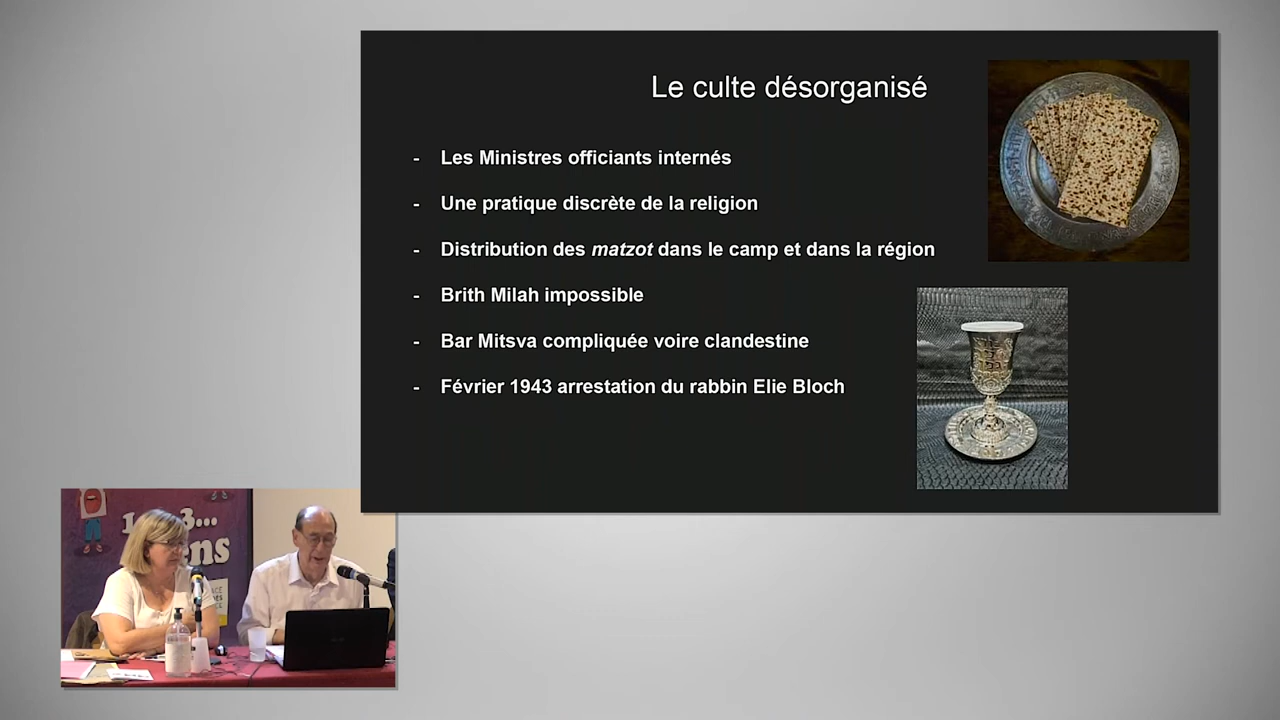 Le culte désorganisé
- Les Ministres officiants internés
- Une pratique discrète de la religion
- Distribution des matzot dans le camp et dans la région
- Brith Milah impossible
- Bar Mitsva compliquée voire clandestine
- Février 1943 arrestation du rabbin Elie Bloch